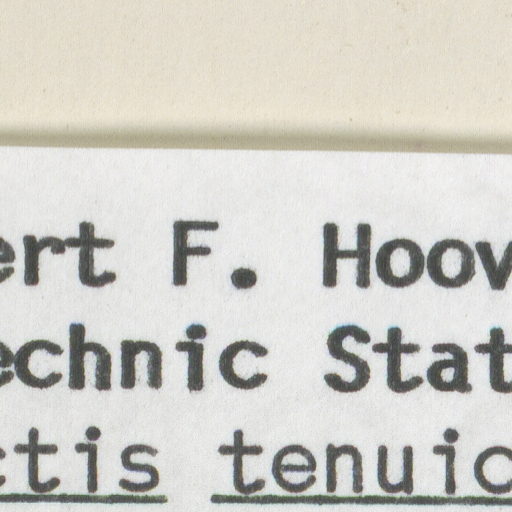 ert F. Hoov
echnic Stat
ctis tenuic